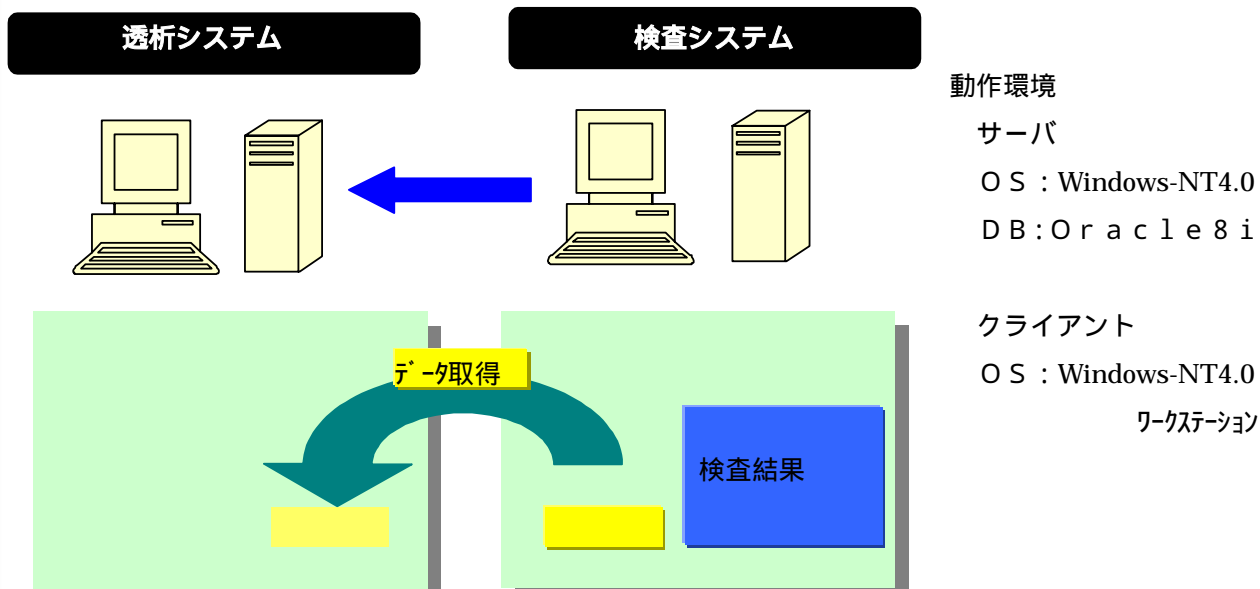 透析システム
検査システム
動作環境
サーバ
ＯＳ：Windows-NT4.0
ＤＢ:Ｏｒａｃｌｅ８ｉ
クライアント
ＯＳ：Windows-NT4.0
ﾜｰｸｽﾃｰｼｮﾝ
ﾃﾞｰﾀ取得
検査結果